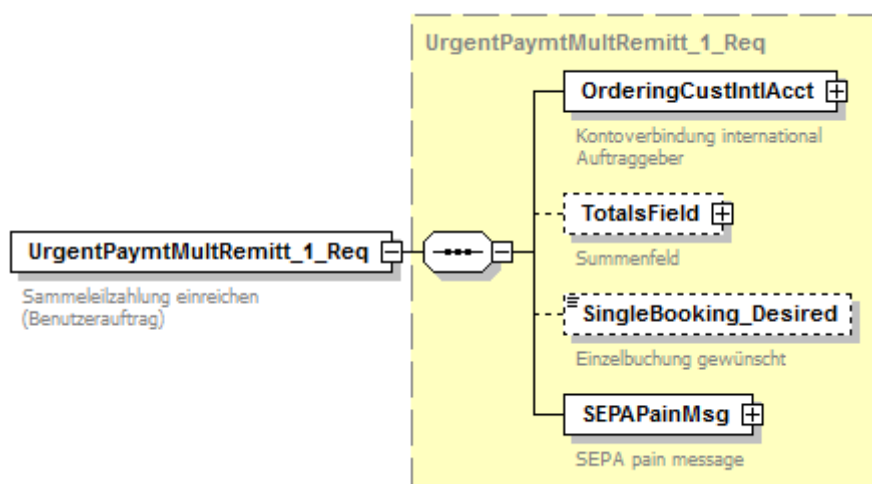 UrgentPaymtMultRemitt_1_Req
OrderingCustIntlAcct
Kontoverbindung international
Auftraggeber
TotalsField
Summenfeld
UrgentPaymtMultRemitt_1_Req
Sammeleilzahlung einreichen
(Benutzerauftrag)
SingleBooking_Desired
Einzelbuchung gewünscht
SEPAPainMsg
SEPA pain message